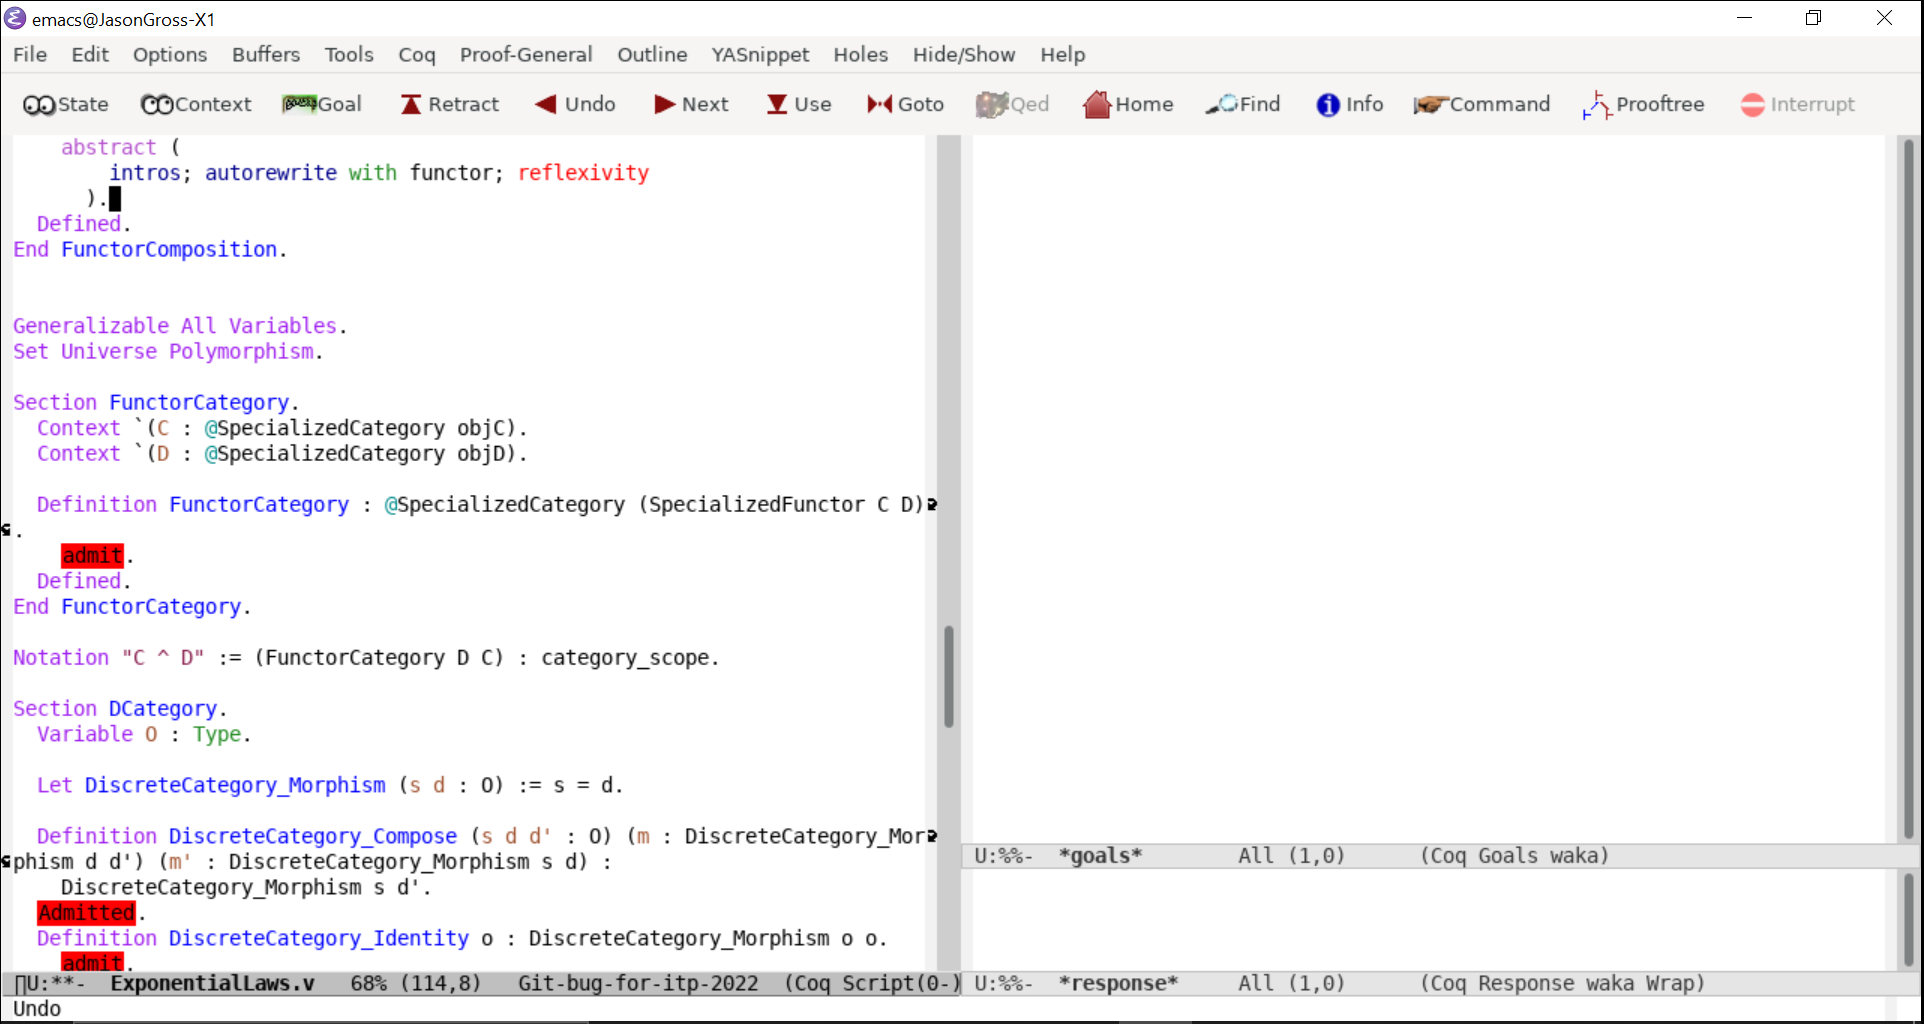 emacs@JasonGross-X1
File Edit Options Buffers Tools Coq Proof-General Outline YASnippet Holes Hide/Show Help
State Context Goal Retract Undo Next Use Goto Qed Home Find Info Command Prooftree Interrupt
abstract (
intros; autorewrite with functor; reflexivity
).
Defined.
End FunctorComposition.
Generalizable All Variables.
Set Universe Polymorphism.
Section FunctorCategory.
Context `(C : @SpecializedCategory objC).
Context `(D : @SpecializedCategory objD).
Definition FunctorCategory : @SpecializedCategory (SpecializedFunctor C D)
.
admit.
Defined.
End FunctorCategory.
Notation "C ^ D" := (FunctorCategory D C) : category_scope.
Section DCategory.
Variable O : Type.
Let DiscreteCategory_Morphism (s d : O) := s = d.
Definition DiscreteCategory_Compose (s d d' : O) (m : DiscreteCategory_Mor
phism d d') (m' : DiscreteCategory_Morphism s d) :
DiscreteCategory_Morphism s d'.
Admitted.
Definition DiscreteCategory_Identity o : DiscreteCategory_Morphism o o.
admit.
U:**- ExponentialLaws.v 68% (114,8) Git-bug-for-itp-2022 (Coq Script(0-)
Undo
U:%%- *goals* All (1,0) (Coq Goals waka)
U:%%- *response* All (1,0) (Coq Response waka Wrap)